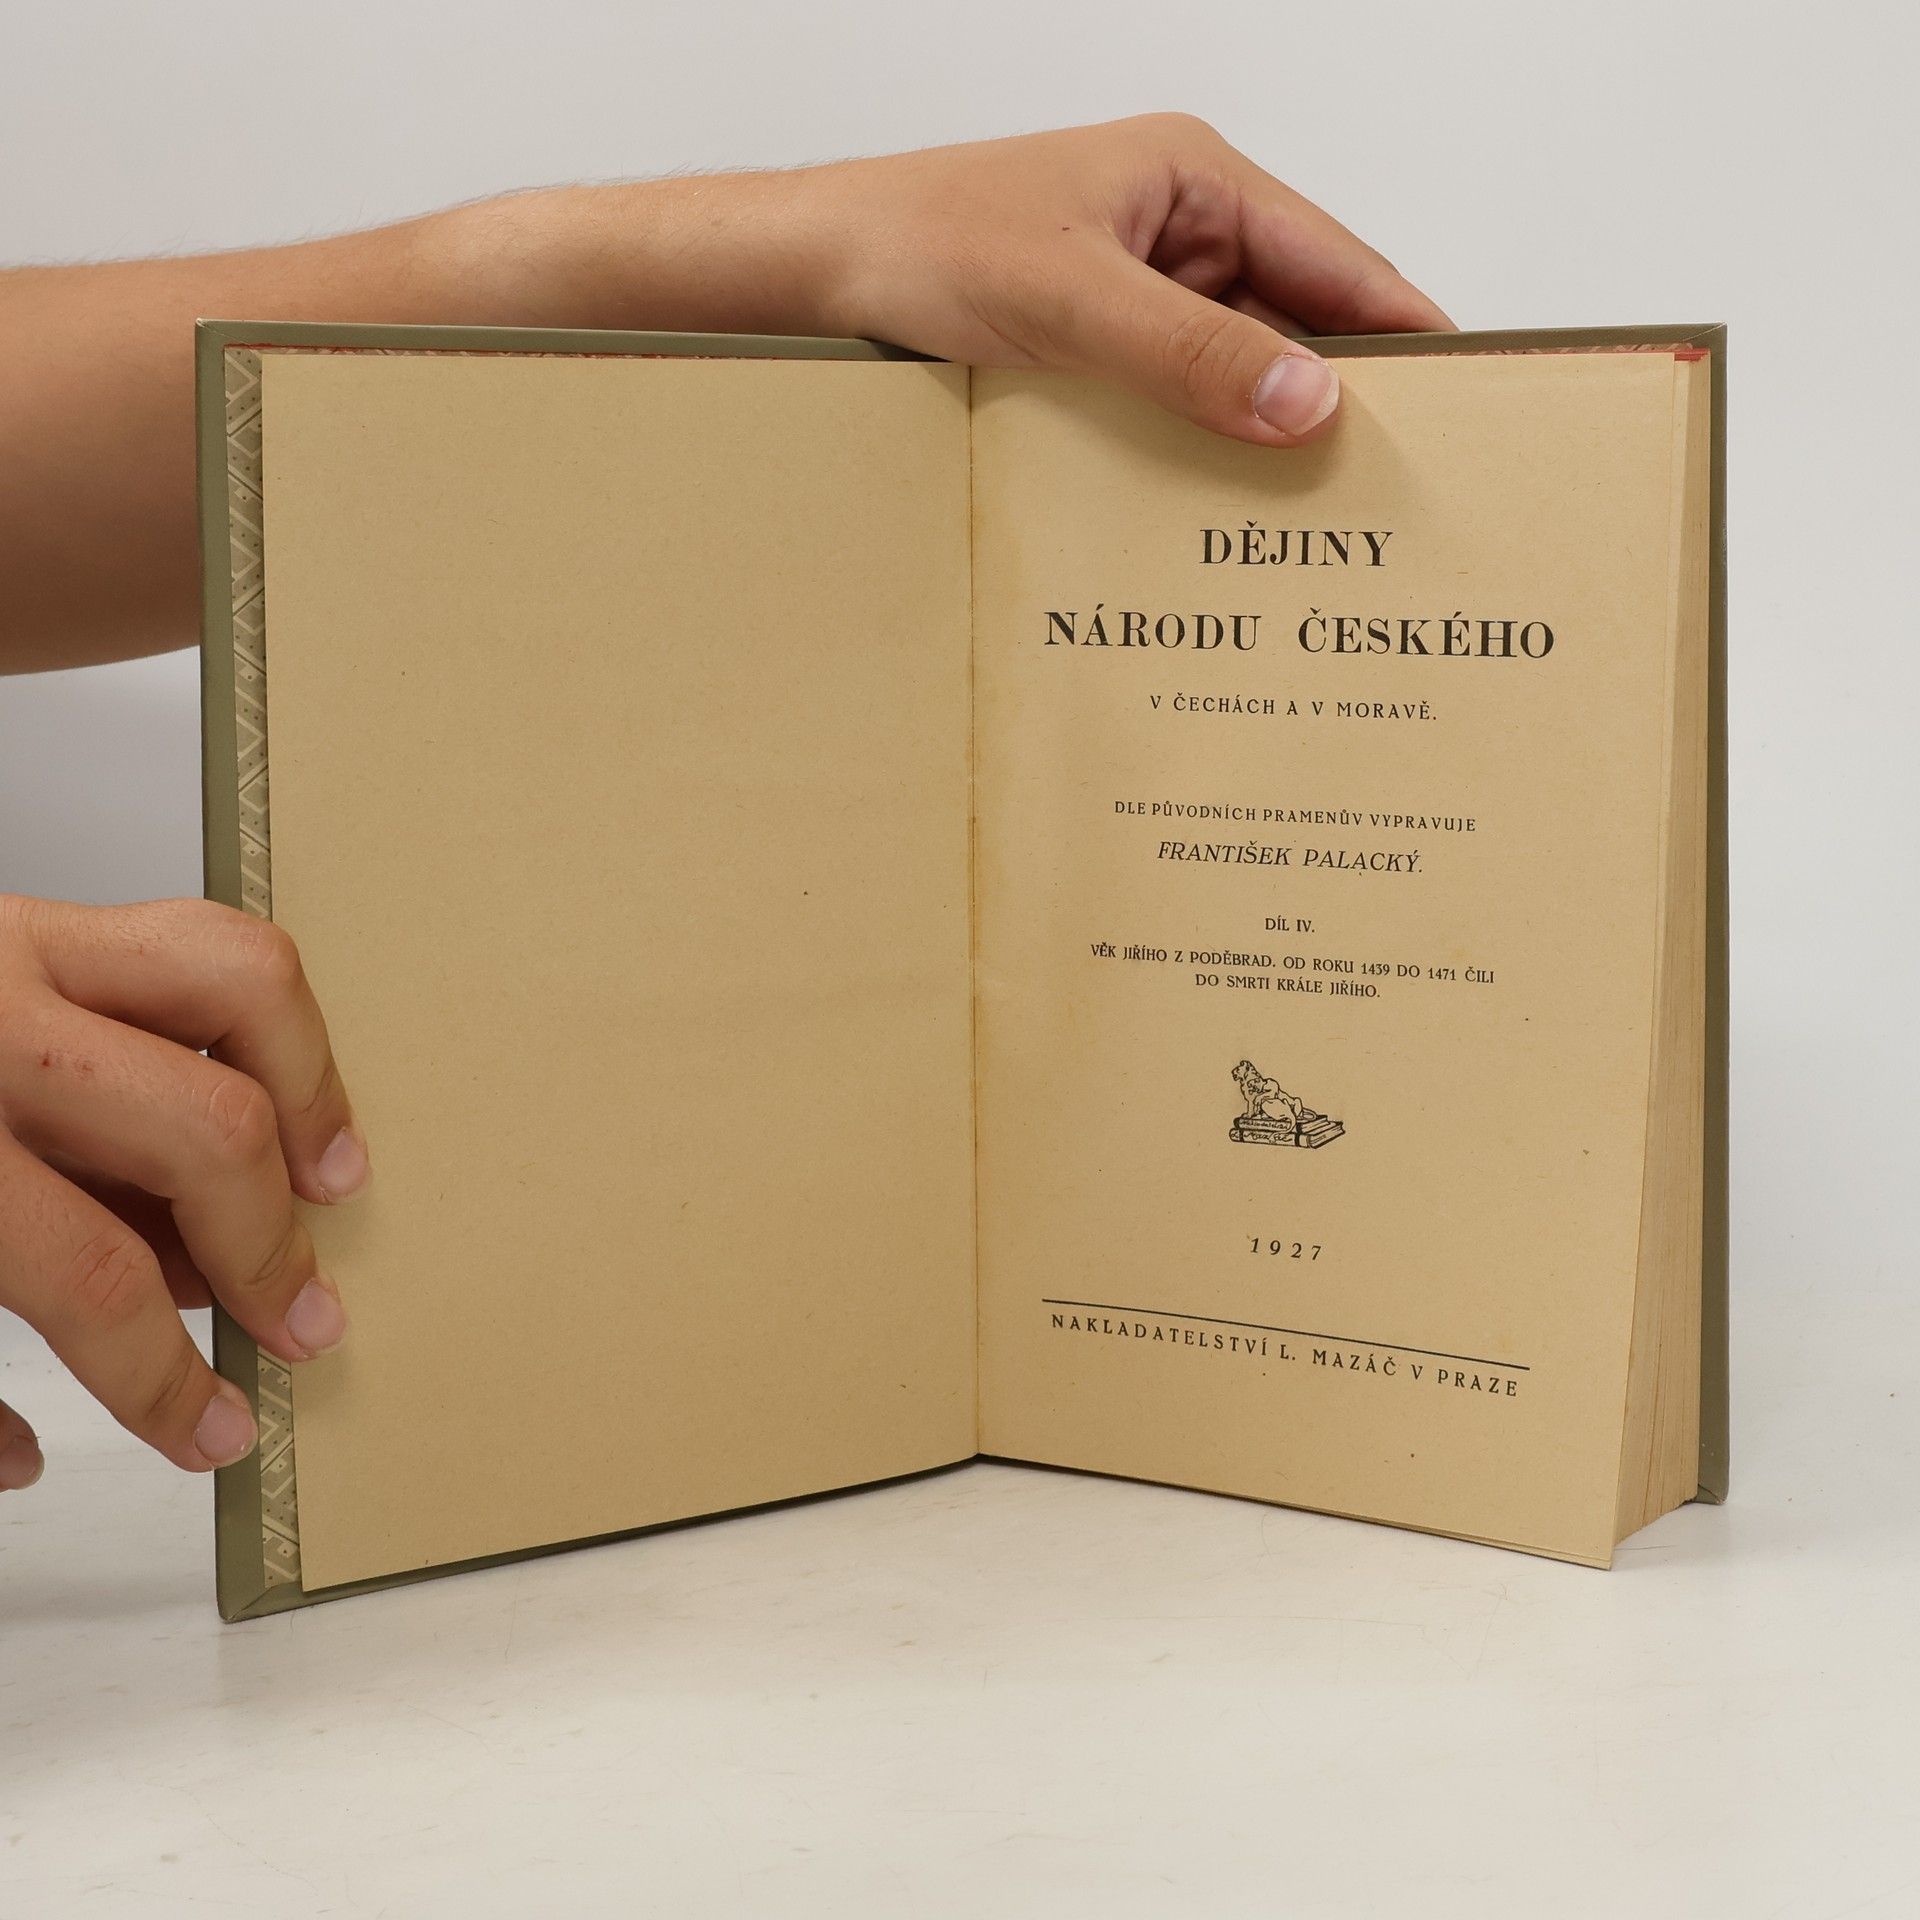 DĚJINY
NÁRODU ČESKÉHO
V ČECHÁCH A V MORAVĚ.
DLE PŮVODNÍCH PRAMENŮV VYPRAVUJE
FRANTIŠEK PALACKÝ.
DÍL IV.
VĚK JIŘÍHO Z PODĚBRAD. OD ROKU 1439 DO 1471 ČILI
DO SMRTI KRÁLE JIŘÍHO.
1927
NAKLADATELSTVÍ L. MAZÁČ V PRAZE